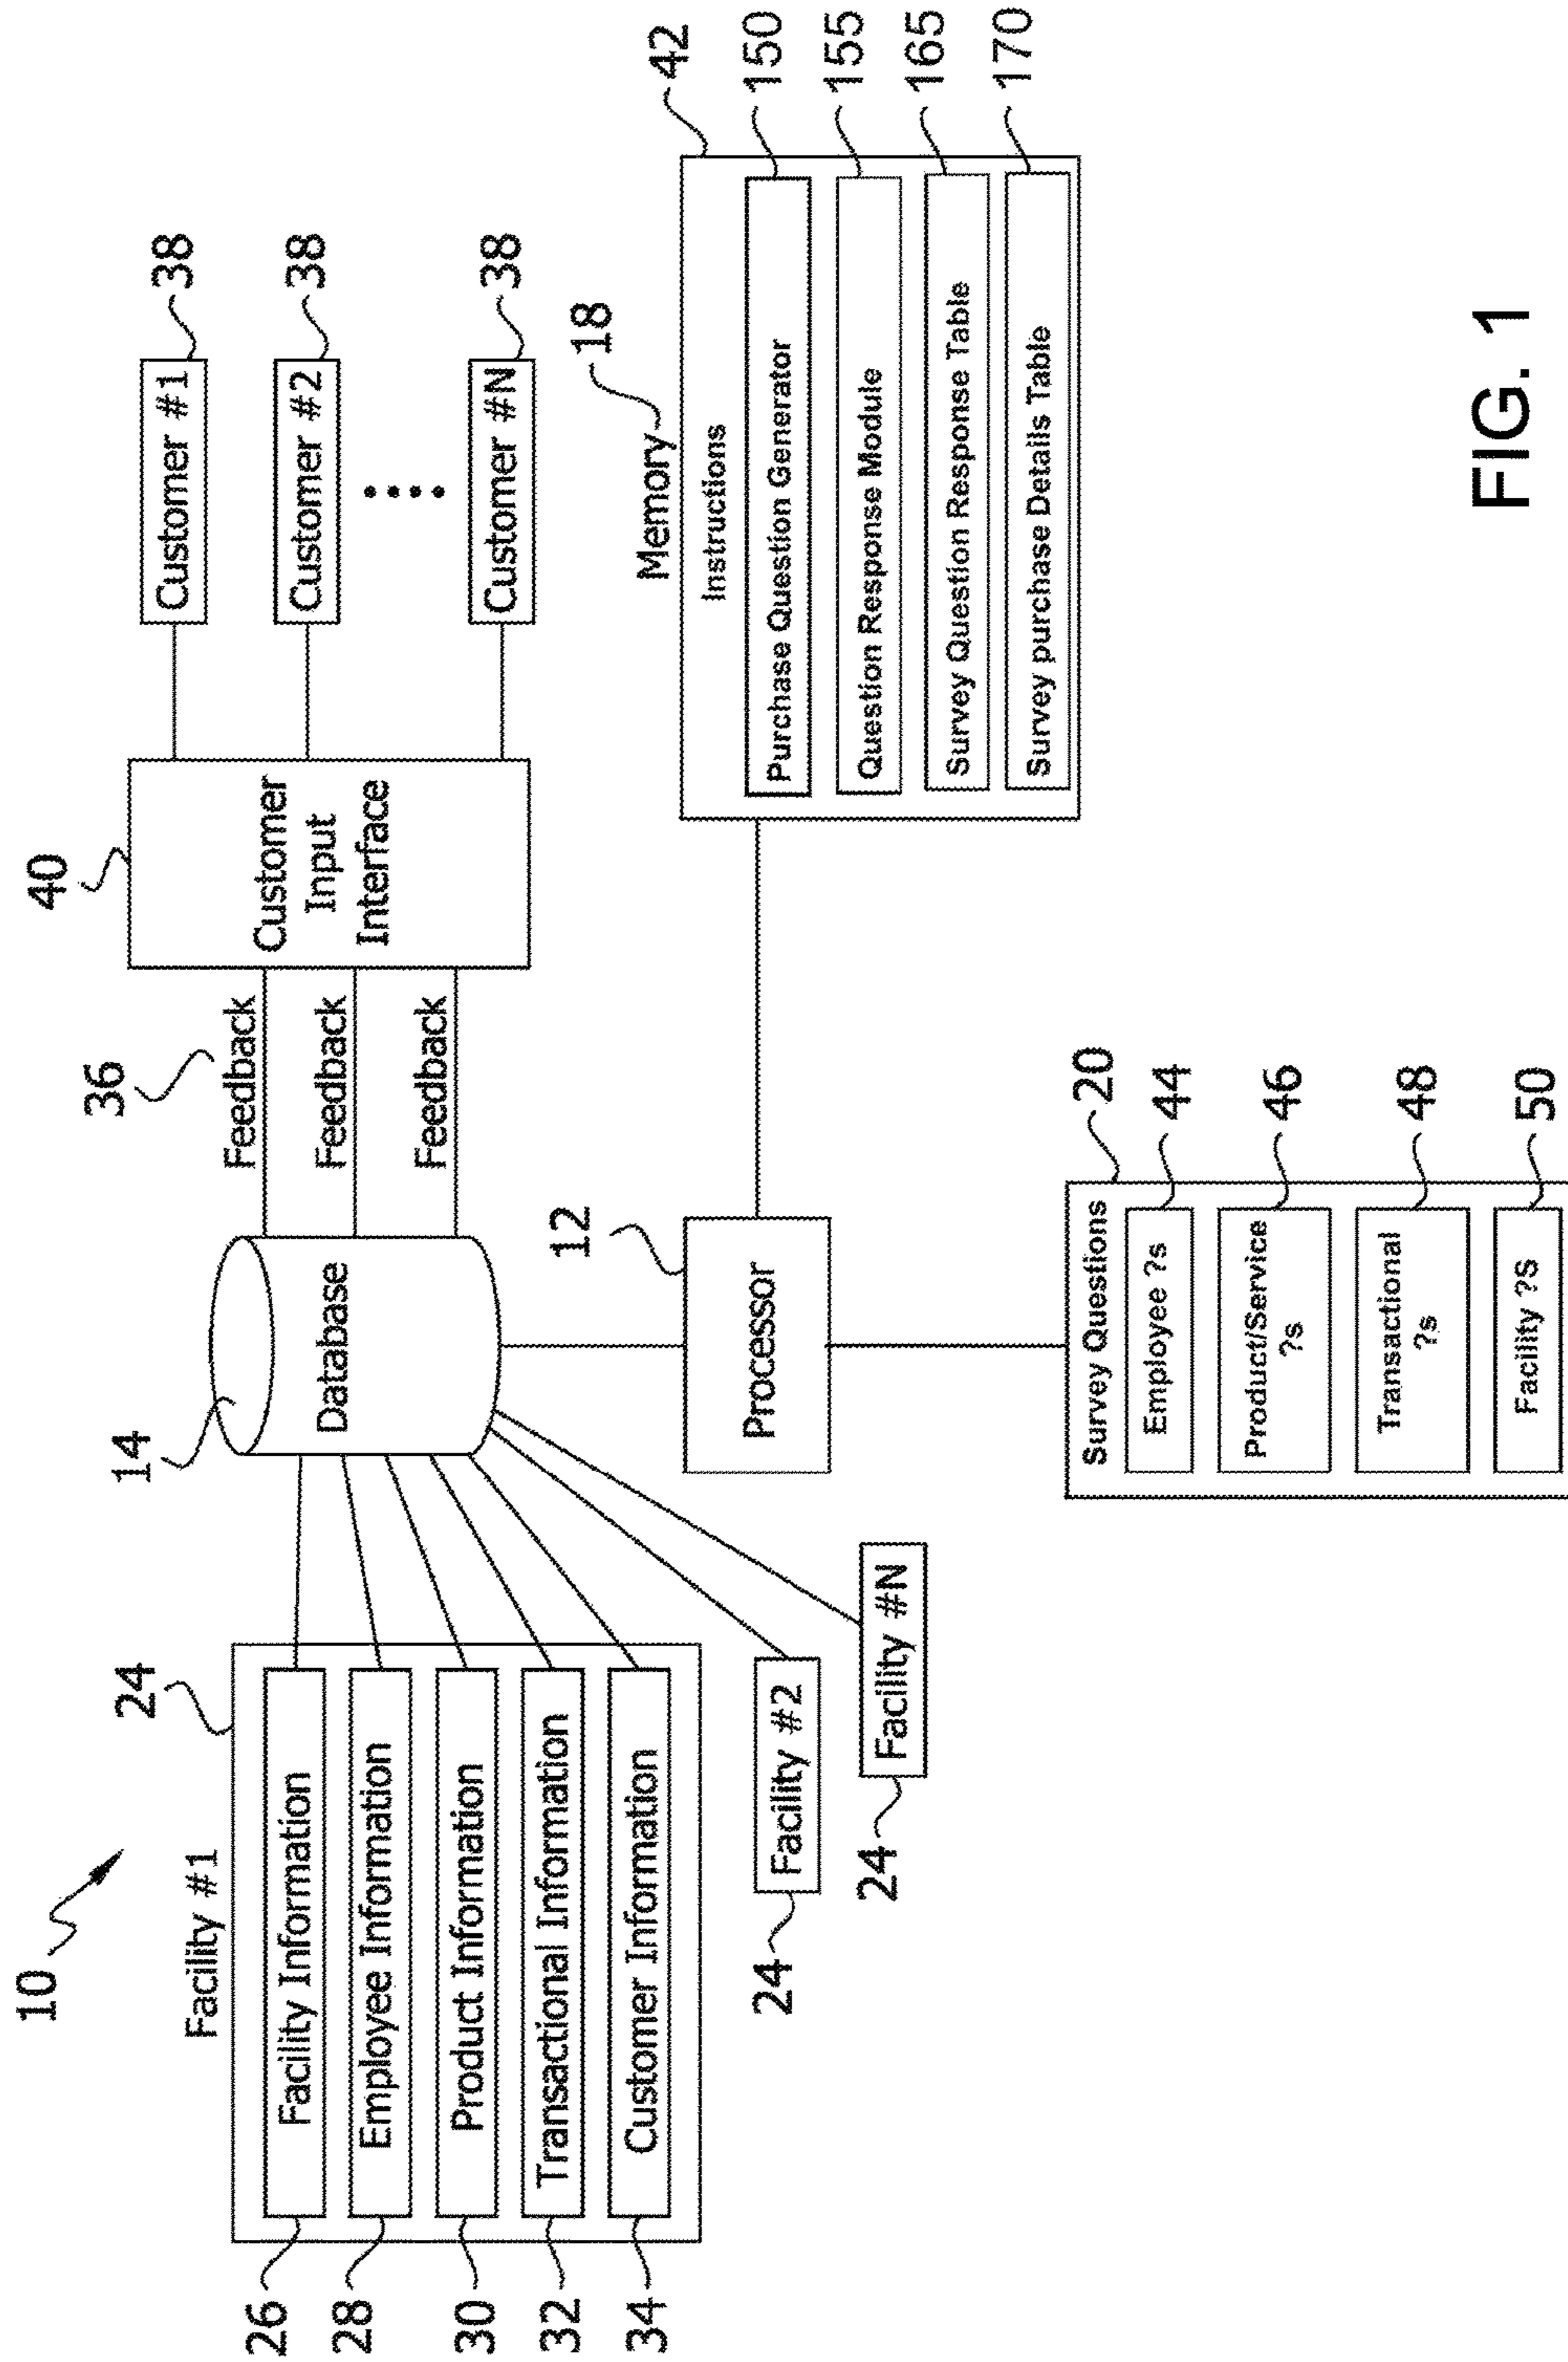 10
Facility #1
24
26
Facility Information
28
Employee Information
30
Product Information
32
Transactional Information
34
Customer Information
24
Facility #2
24
Facility #N
14
Database
36
Feedback
Feedback
Feedback
40
Customer
Input
Interface
Customer #1
38
Customer #2
38
Customer #N
38
12
Processor
Memory
18
42
Instructions
Purchase Question Generator
150
Question Response Module
155
Survey Question Response Table
165
Survey purchase Details Table
170
20
Survey Questions
Employee ?s
44
Product/Service
?s
46
Transactional
?s
48
Facility ?S
50
FIG. 1